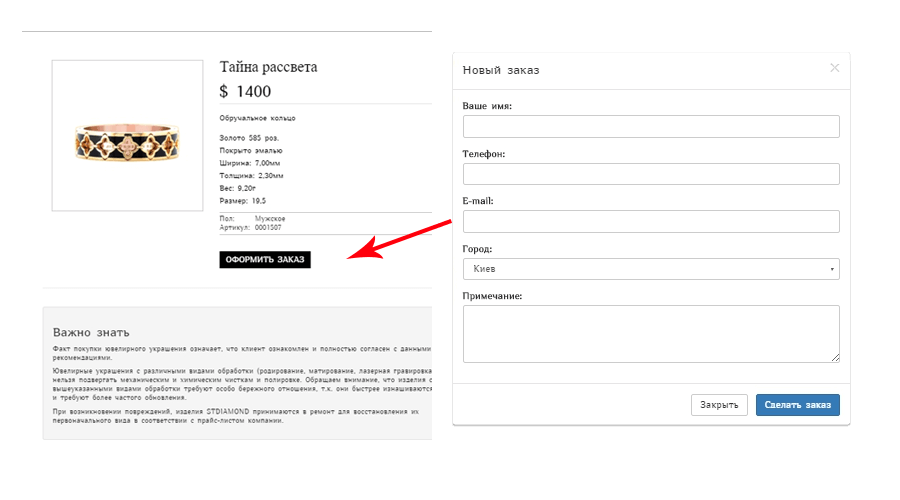 Тайна рассвета
$ 1400
Обручальное кольцо
Золото 585 роз.
Покрыто эмалью
Ширина: 7,00мм
Толщина: 2,30мм
Вес: 9,20г
Размер: 19,5
Пол: Мужское
Артикул: 0001507
ОФОРМИТЬ ЗАКАЗ
Важно знать
Факт покупки ювелирного украшения означает, что клиент ознакомлен и полностью согласен с данными
рекомендациями.
Ювелирные украшения с различными видами обработки (родирование, матирование, лазерная гравировка
нельзя подвергать механическим и химическим чисткам и полировке. Обращаем внимание, что изделия с
вышеуказанными видами обработки требуют особо бережного отношения, т.к. они быстрее изнашиваются
и требуют более частого обновления.
При возникновении повреждений, изделия STDIAMOND принимаются в ремонт для восстановления их
первоначального вида в соответствии с прайс-листом компании.
Новый заказ
×
Ваше имя:
Телефон:
E-mail:
Город:
Киев
Примечание:
Закрыть
Сделать заказ